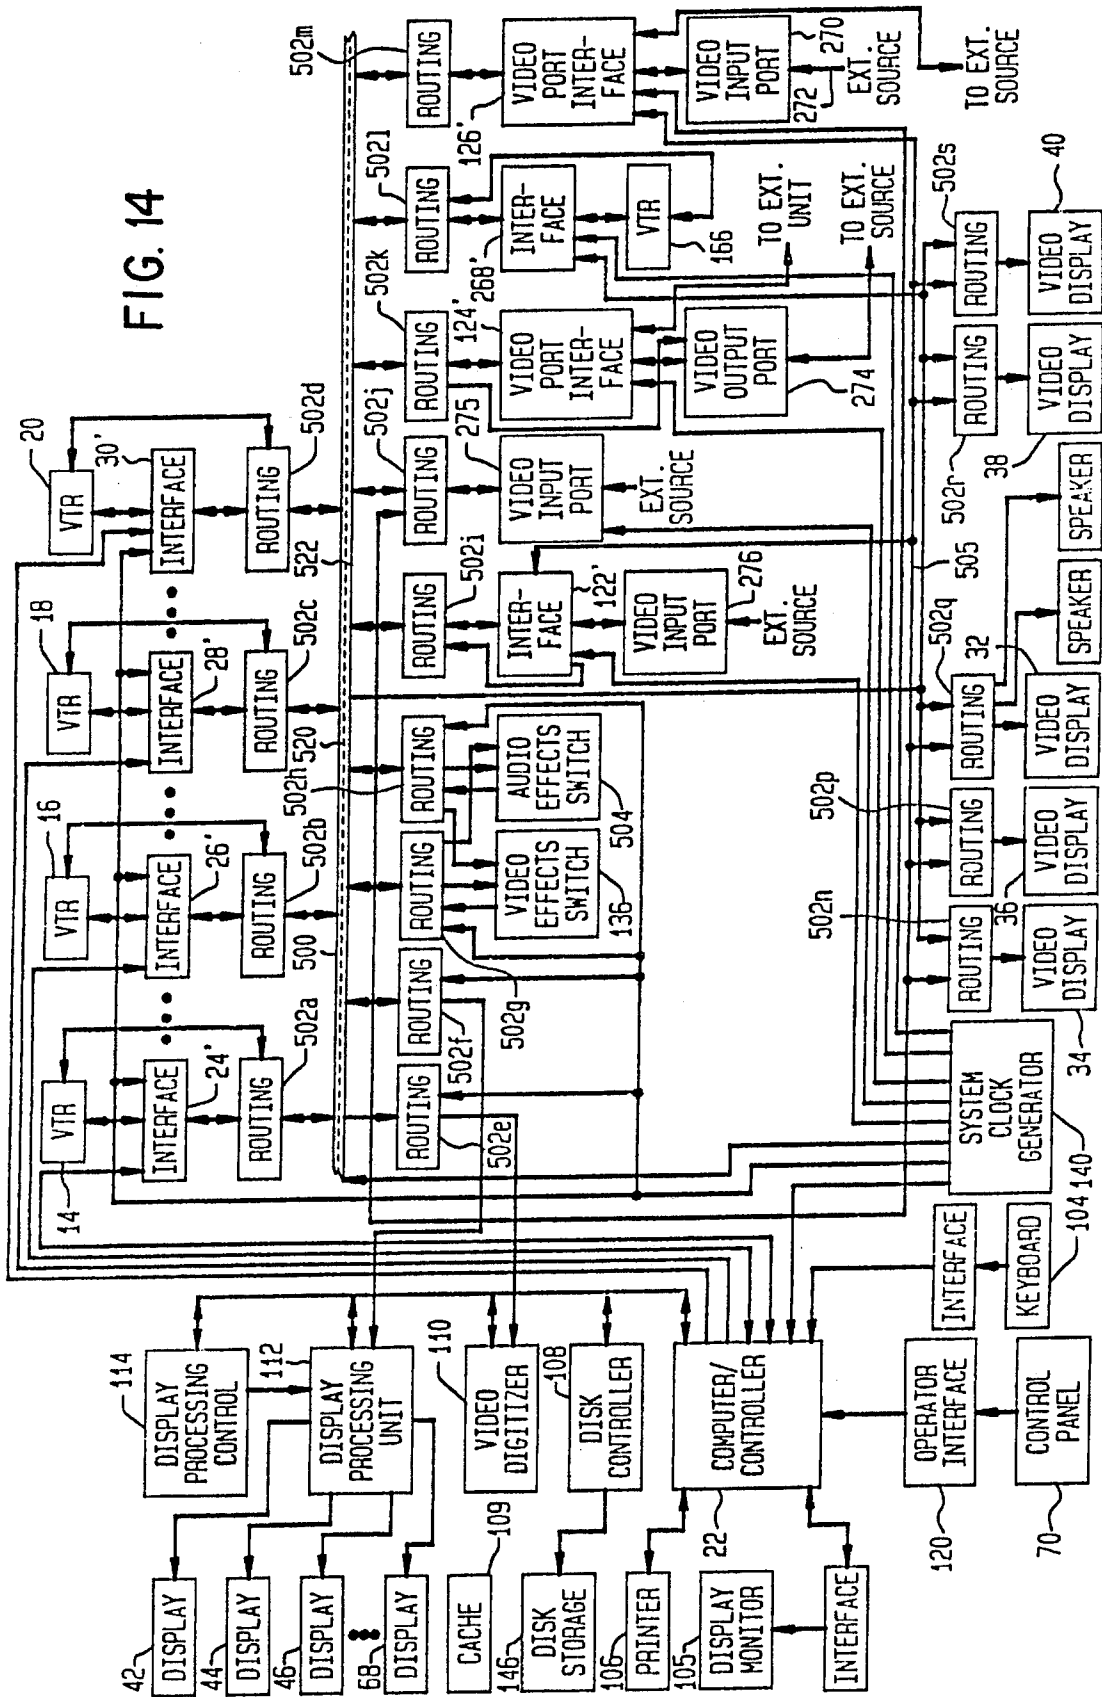 FIG. 14
42
DISPLAY
44
DISPLAY
46
DISPLAY
68
DISPLAY
114
DISPLAY
PROCESSING
CONTROL
112
DISPLAY
PROCESSING
UNIT
CACHE
109
110
VIDEO
DIGITIZER
146
DISK
STORAGE
108
DISK
CONTROLLER
106
PRINTER
105
DISPLAY
MONITOR
22
COMPUTER/
CONTROLLER
INTERFACE
120
OPERATOR
INTERFACE
70
CONTROL
PANEL
INTERFACE
KEYBOARD
104
SYSTEM
CLOCK
GENERATOR
140
14
VTR
INTERFACE
24'
ROUTING
502a
16
VTR
INTERFACE
26'
ROUTING
502b
18
VTR
INTERFACE
28'
ROUTING
502c
20
VTR
30'
INTERFACE
ROUTING
502d
500
520
522
ROUTING
502e
ROUTING
502f
ROUTING
502g
502h
ROUTING
VIDEO
EFFECTS
SWITCH
136
AUDIO
EFFECTS
SWITCH
504
ROUTING
502i
INTER-
FACE
122'
VIDEO
INPUT
PORT
276
EXT.
SOURCE
502j
ROUTING
275
VIDEO
INPUT
PORT
EXT.
SOURCE
502k
ROUTING
124'
VIDEO
PORT
INTER-
FACE
VIDEO
OUTPUT
PORT
274
TO EXT.
UNIT
TO EXT.
SOURCE
502l
ROUTING
268'
INTER-
FACE
VTR
166
502m
ROUTING
126'
VIDEO
PORT
INTER-
FACE
VIDEO
INPUT
PORT
270
272
EXT.
SOURCE
TO EXT.
SOURCE
505
502n
ROUTING
VIDEO
DISPLAY
34
502p
ROUTING
36
VIDEO
DISPLAY
502q
ROUTING
32
VIDEO
DISPLAY
SPEAKER
SPEAKER
502r
ROUTING
38
VIDEO
DISPLAY
502s
ROUTING
40
VIDEO
DISPLAY